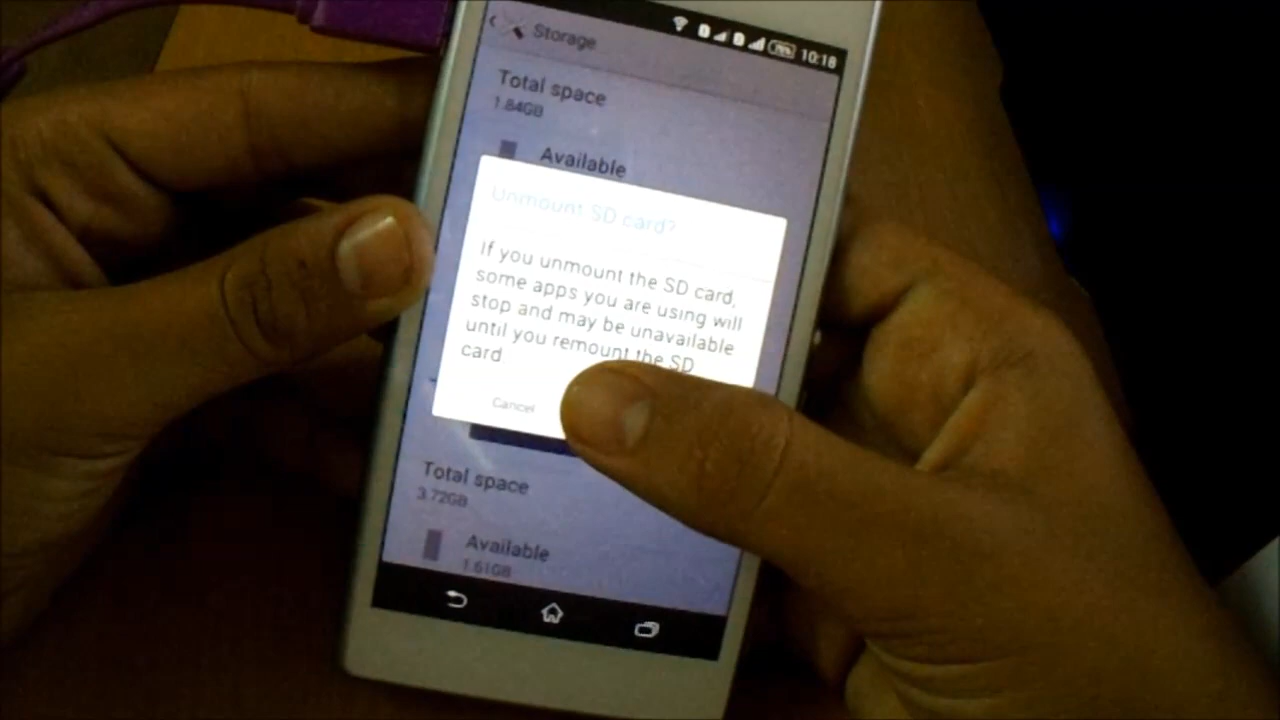 Storage
10:18
Total space
1.84GB
Available
Unmount SD card?
If you unmount the SD card,
some apps you are using will
stop and may be unavailable
until you remount the SD
card
Cancel
Total space
3.72GB
Available
1.61GB